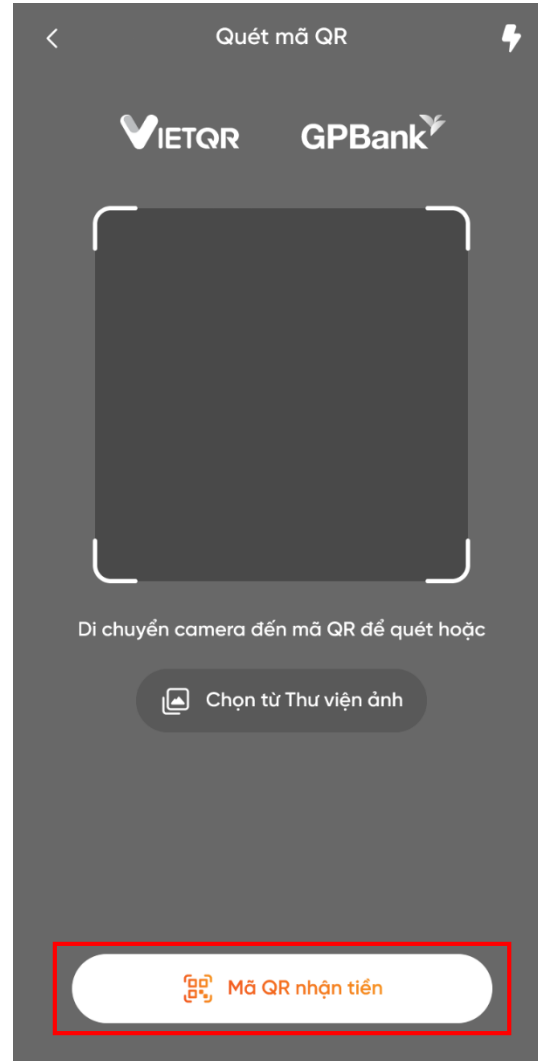 Quét mã QR
VIETQR GPBank
Di chuyển camera đến mã QR để quét hoặc
Chọn từ Thư viện ảnh
Mã QR nhận tiền